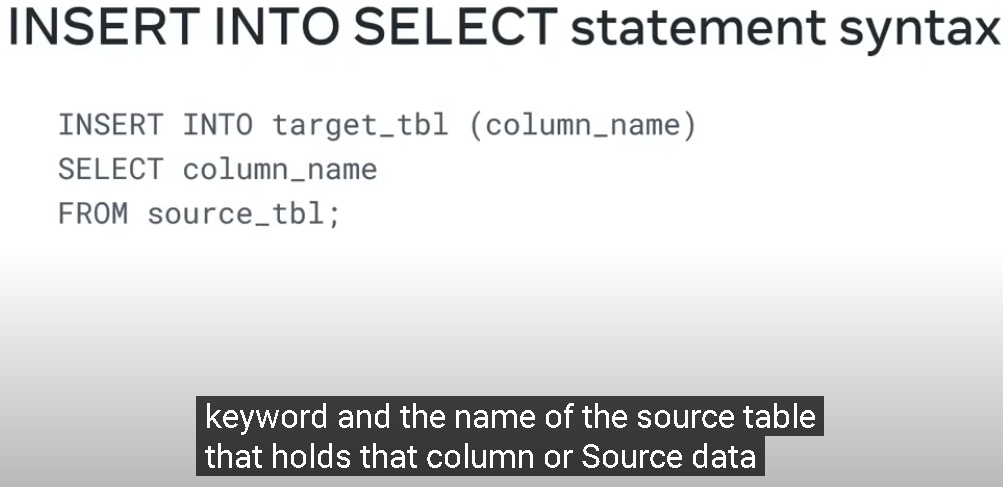 INSERT INTO SELECT statement syntax
INSERT INTO target_tbl (column_name)
SELECT column_name
FROM source_tbl;
keyword and the name of the source table
that holds that column or Source data